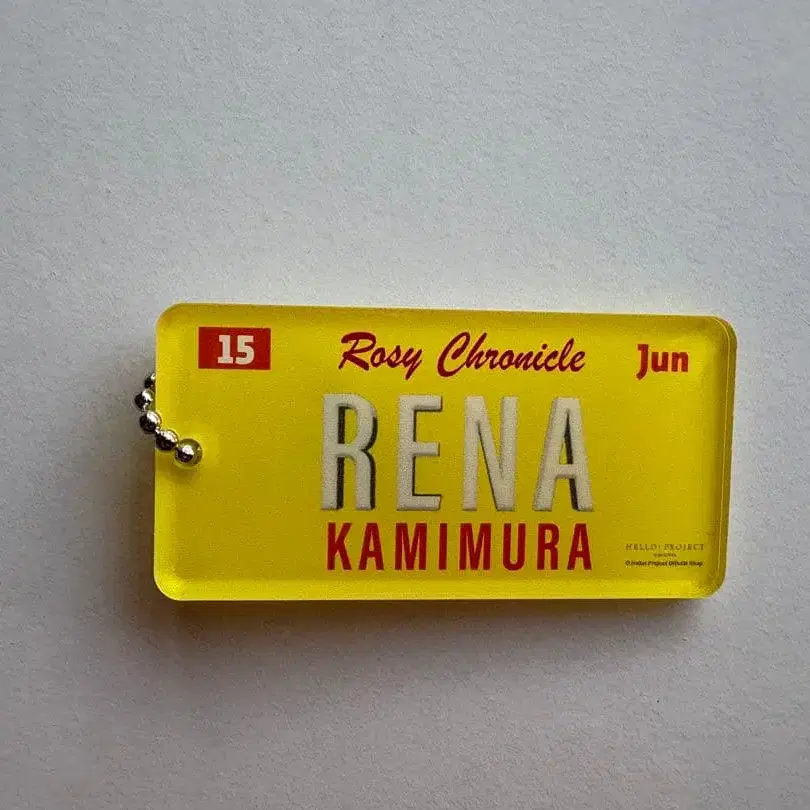 15 Rosy Chronicle Jun
RENA
KAMIMURA
HELLO! PROJECT